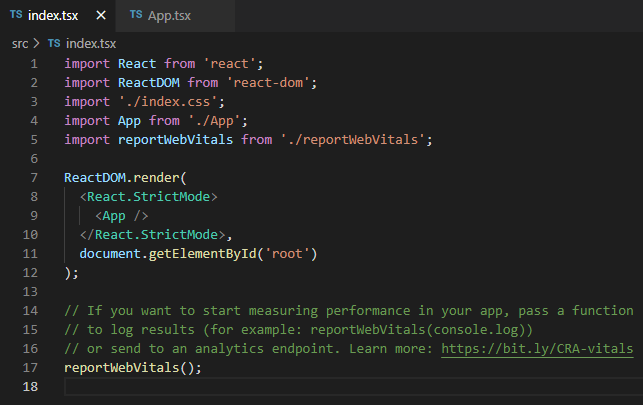 TS index.tsx × TS App.tsx
src > TS index.tsx
1 import React from 'react';
2 import ReactDOM from 'react-dom';
3 import './index.css';
4 import App from './App';
5 import reportWebVitals from './reportWebVitals';
6
7 ReactDOM.render(
8   <React.StrictMode>
9     <App />
10   </React.StrictMode>,
11   document.getElementById('root')
12 );
13
14 // If you want to start measuring performance in your app, pass a function
15 // to log results (for example: reportWebVitals(console.log))
16 // or send to an analytics endpoint. Learn more: https://bit.ly/CRA-vitals
17 reportWebVitals();
18